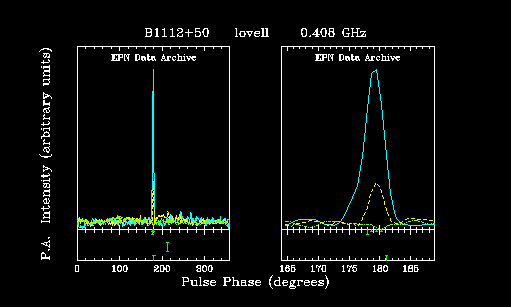 B1112+50 lovell 0.408 GHz
EPN Data Archive EPN Data Archive
P.A. Intensity (arbitrary units)
0 100 200 300 165 170 175 180 185
Pulse Phase (degrees)